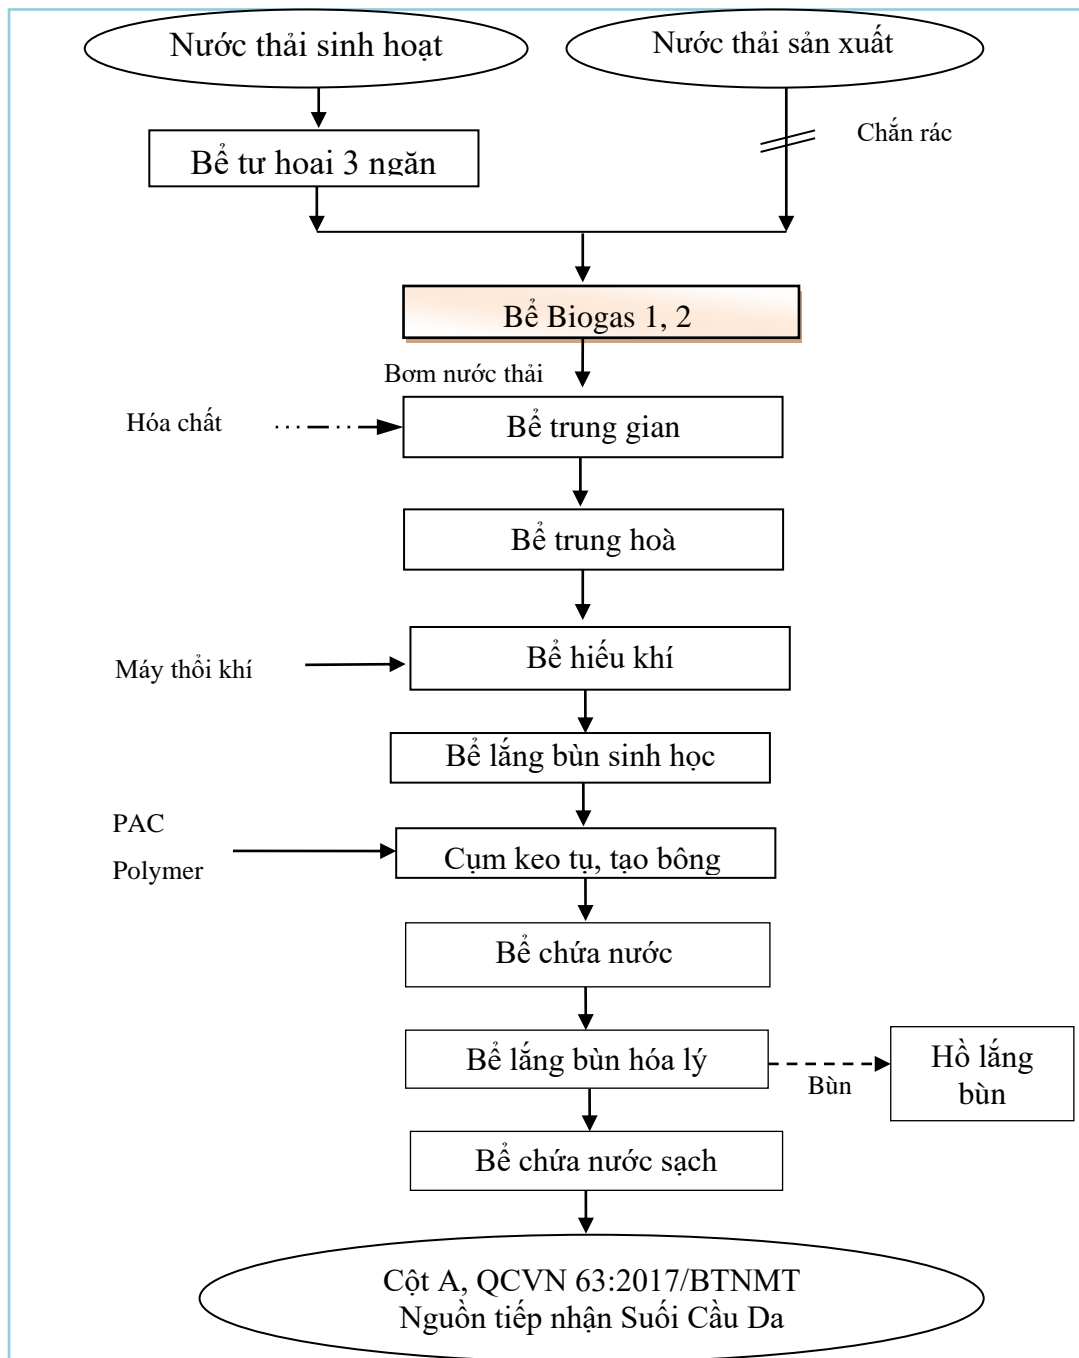 Nước thải sinh hoạt
Nước thải sản xuất
Chắn rác
Bể tư hoai 3 ngăn
Bể Biogas 1, 2
Bơm nước thải
Hóa chất
Bể trung gian
Bể trung hoà
Máy thổi khí
Bể hiếu khí
Bể lắng bùn sinh học
PAC
Polymer
Cụm keo tụ, tạo bông
Bể chứa nước
Bể lắng bùn hóa lý
Bùn
Hồ lắng
bùn
Bể chứa nước sạch
Cột A, QCVN 63:2017/BTNMT
Nguồn tiếp nhận Suối Cầu Da